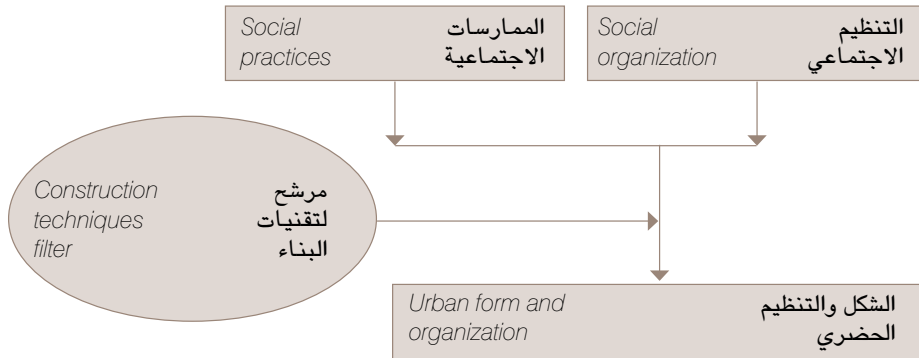 Social
practices
الممارسات
الاجتماعية
Social
organization
التنظيم
الاجتماعي
Construction
techniques
filter
مرشح
لتقنيات
البناء
Urban form and
organization
الشكل والتنظيم
الحضري